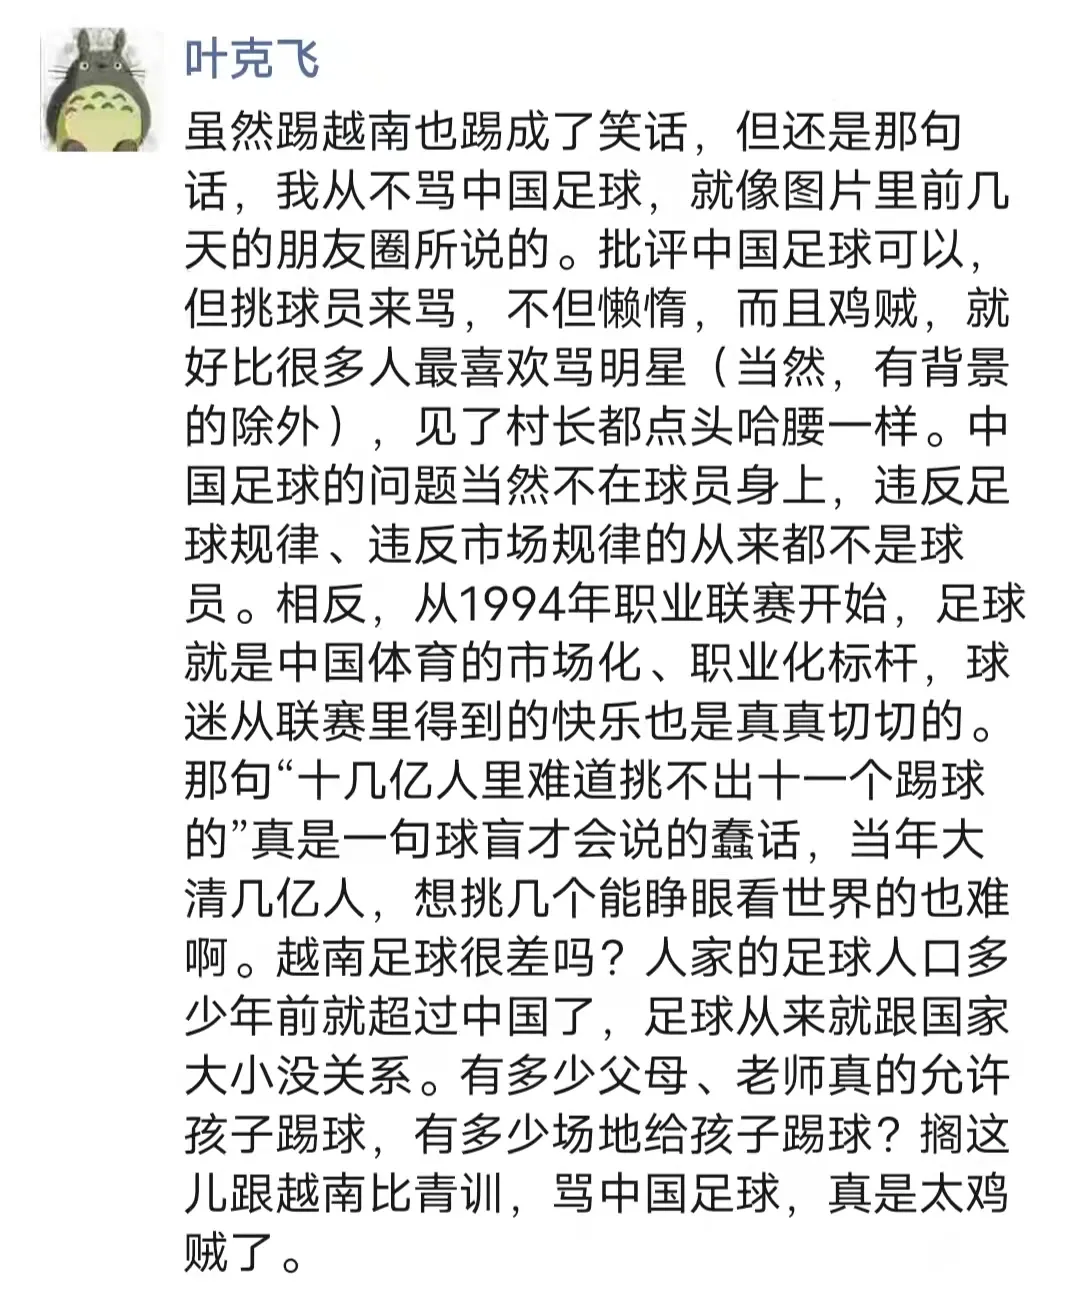 叶克飞
虽然踢越南也踢成了笑话，但还是那句
话，我从不骂中国足球，就像图片里前几
天的朋友圈所说的。批评中国足球可以，
但挑球员来骂，不但懒惰，而且鸡贼，就
好比很多人最喜欢骂明星（当然，有背景
的除外），见了村长都点头哈腰一样。中
国足球的问题当然不在球员身上，违反足
球规律、违反市场规律的从来都不是球
员。相反，从1994年职业联赛开始，足球
就是中国体育的市场化、职业化标杆，球
迷从联赛里得到的快乐也是真真切切的。
那句“十几亿人里难道挑不出十一个踢球
的”真是一句球盲才会说的蠢话，当年大
清几亿人，想挑几个能睁眼看世界的也难
啊。越南足球很差吗？人家的足球人口多
少年前就超过中国了，足球从来就跟国家
大小没关系。有多少父母、老师真的允许
孩子踢球，有多少场地给孩子踢球？搁这
儿跟越南比青训，骂中国足球，真是太鸡
贼了。